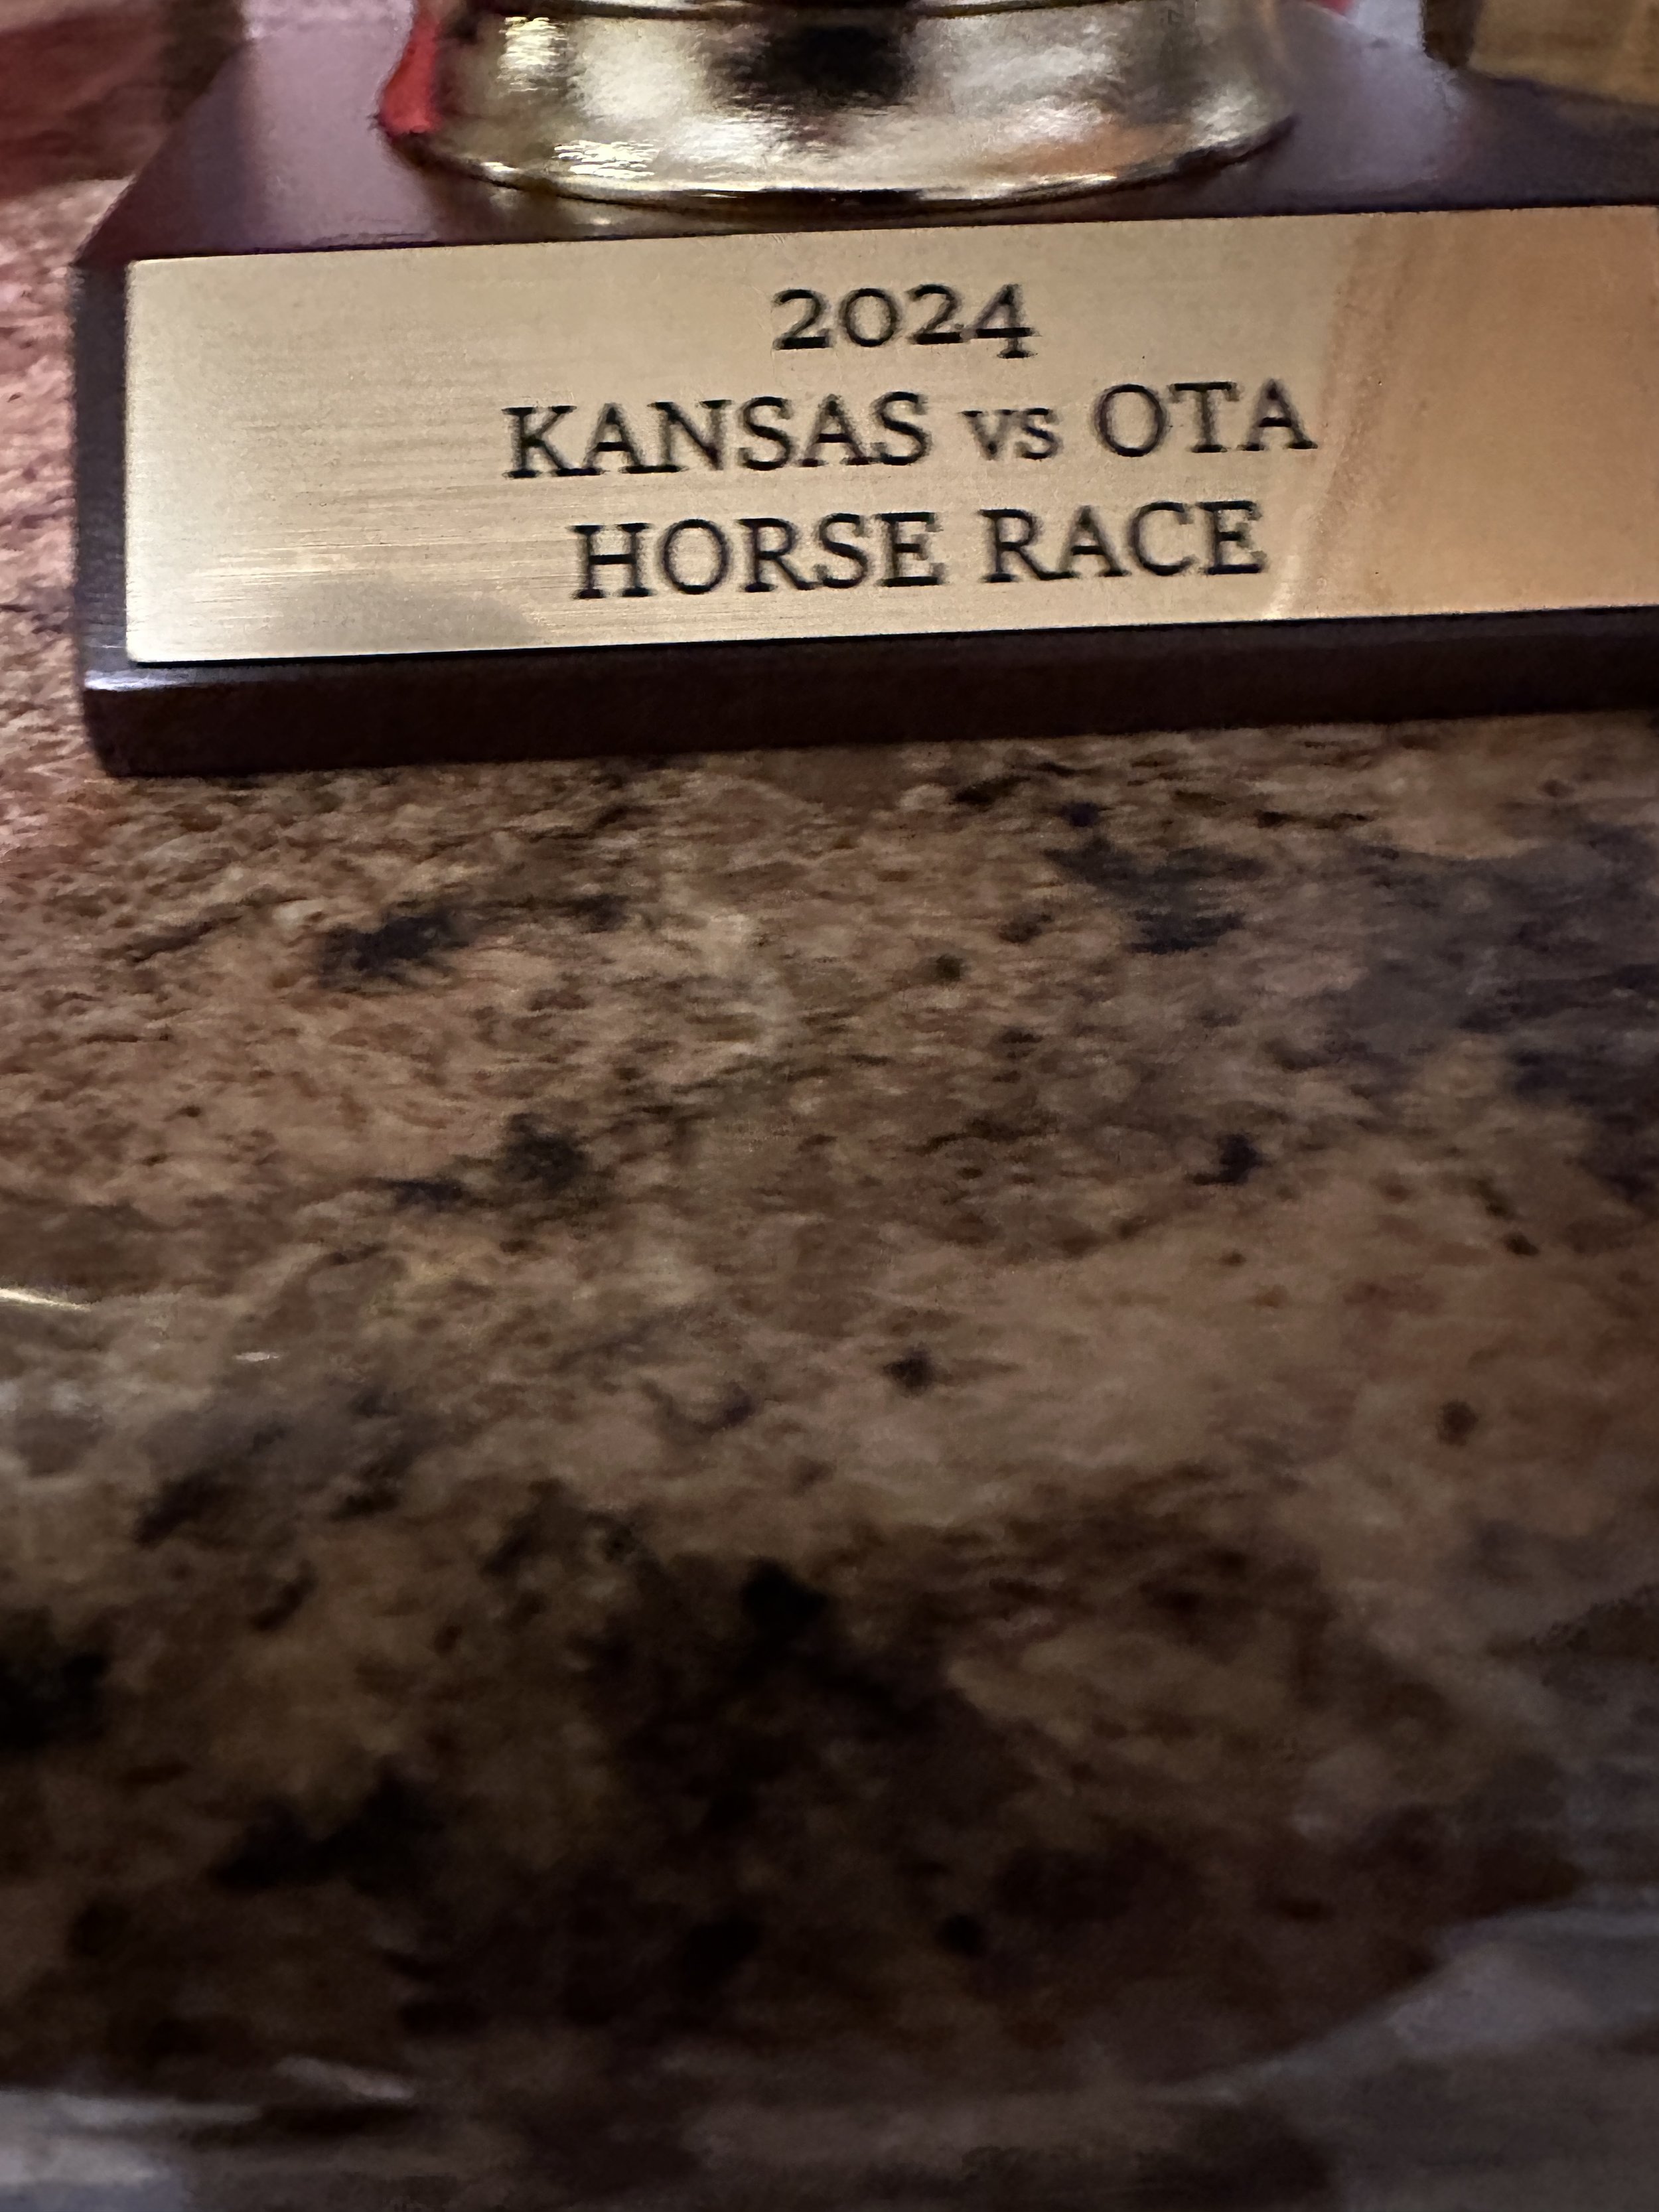 2024
KANSAS vs OTA
HORSE RACE